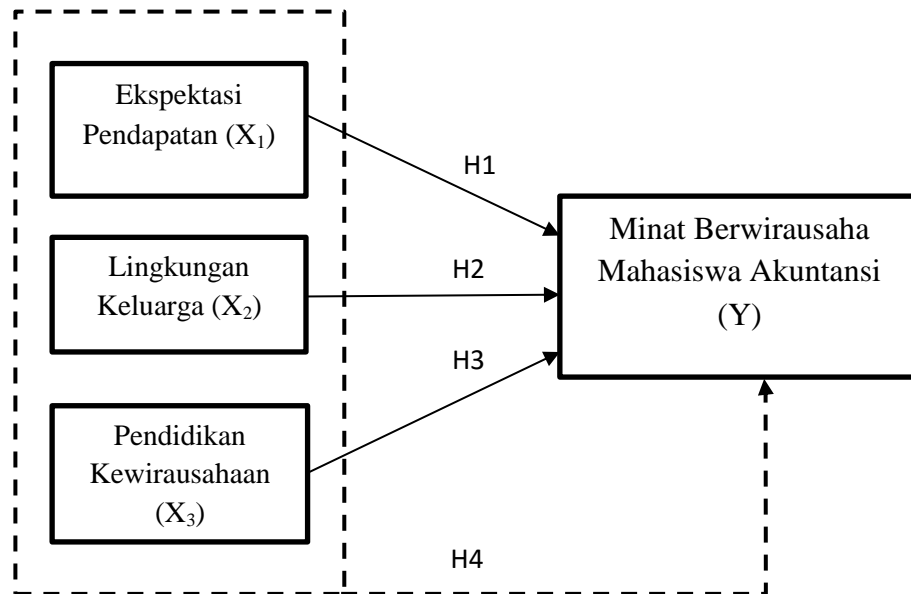 Ekspektasi
Pendapatan (X₁)
H1
Lingkungan
Keluarga (X₂)
H2
Minat Berwirausaha
Mahasiswa Akuntansi
(Y)
H3
Pendidikan
Kewirausahaan
(X₃)
H4